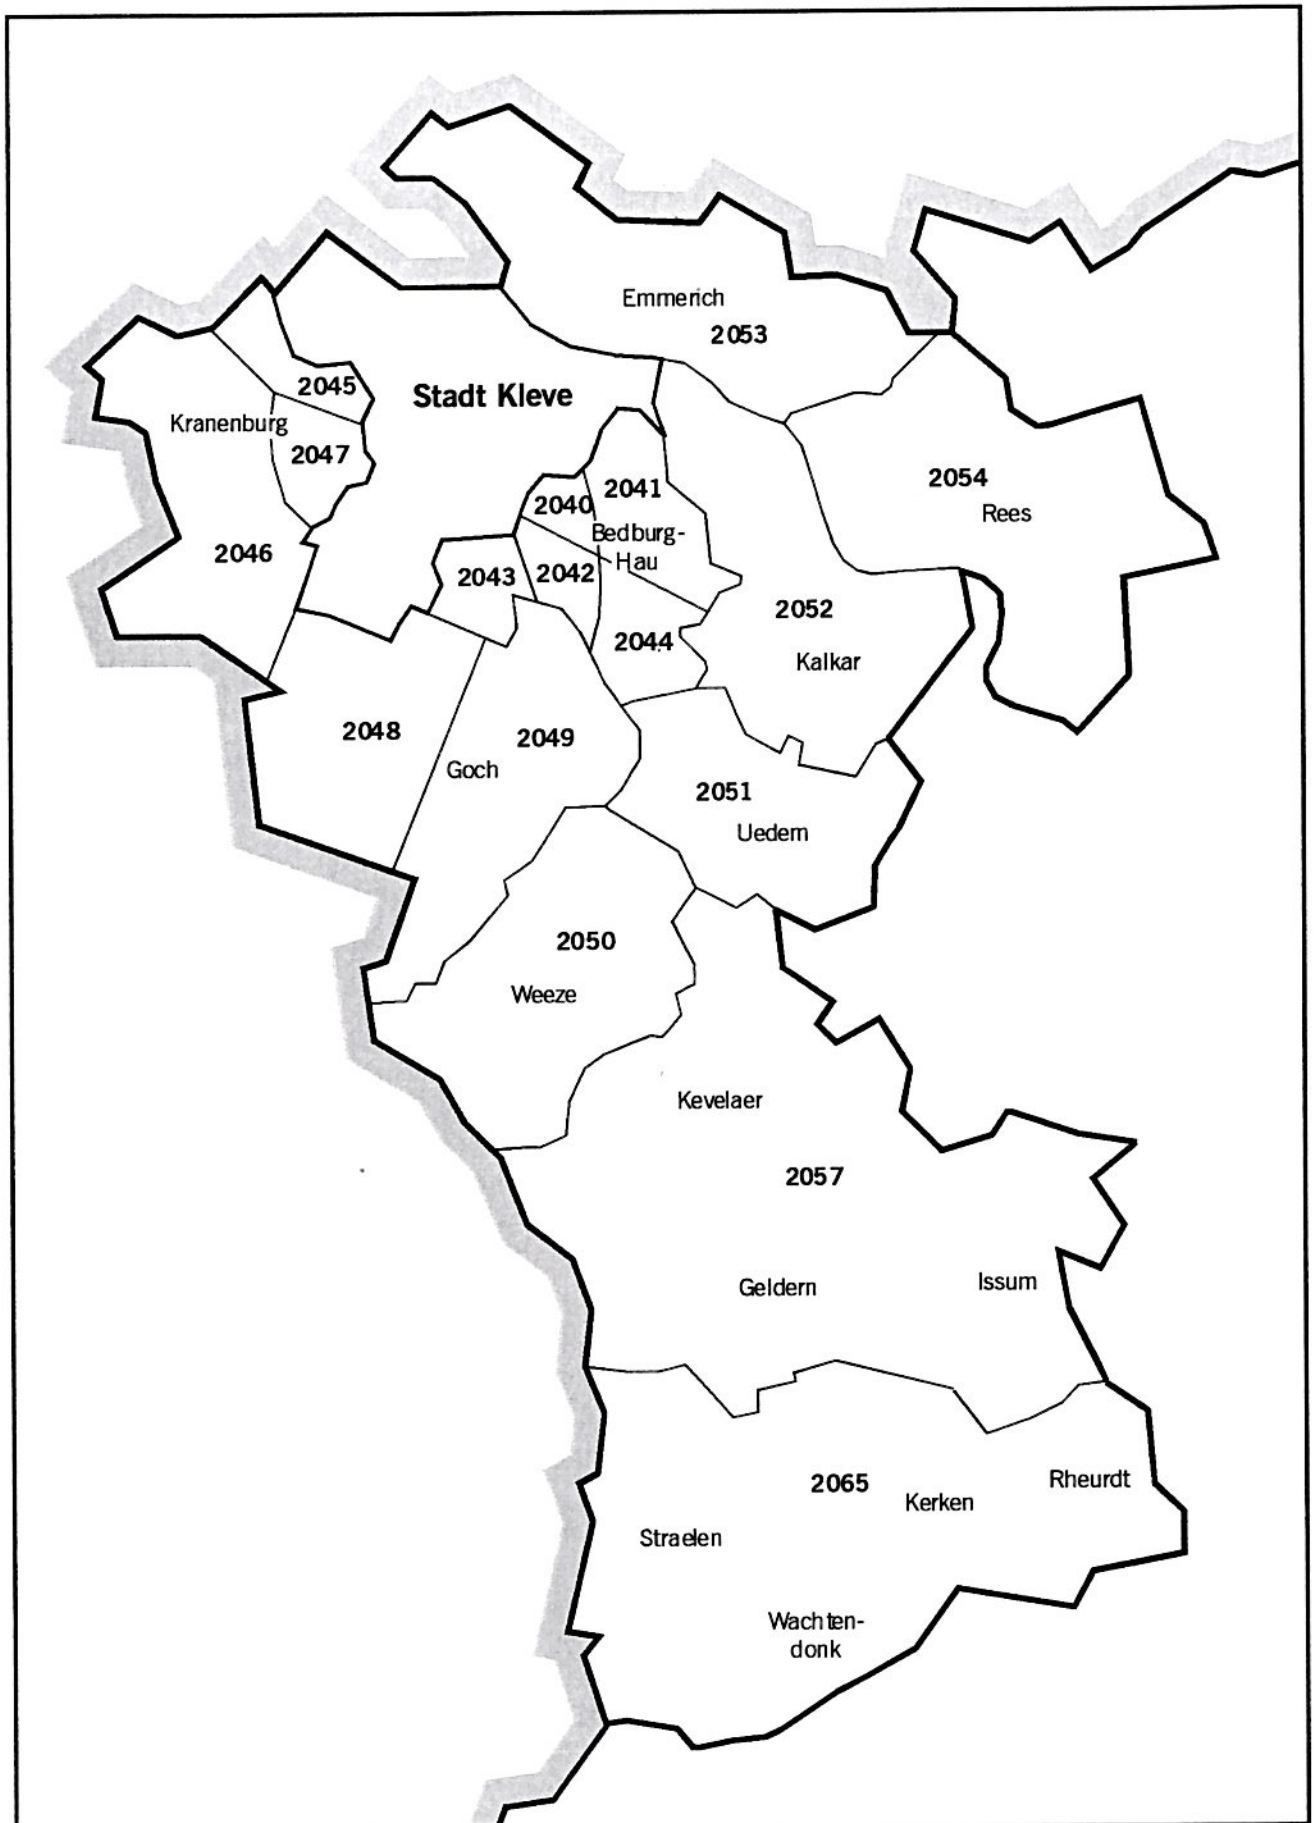 Emmerich
2053
2045
Stadt Kleve
Kranenburg
2047
2054
Rees
2041
2040
Bedburg-
Hau
2046
2043
2042
2052
2044
Kalkar
2048
2049
Goch
2051
Uedem
2050
Weeze
Kevelaer
2057
Geldern
Issum
2065
Kerken
Rheurdt
Straelen
Wachten-
donk